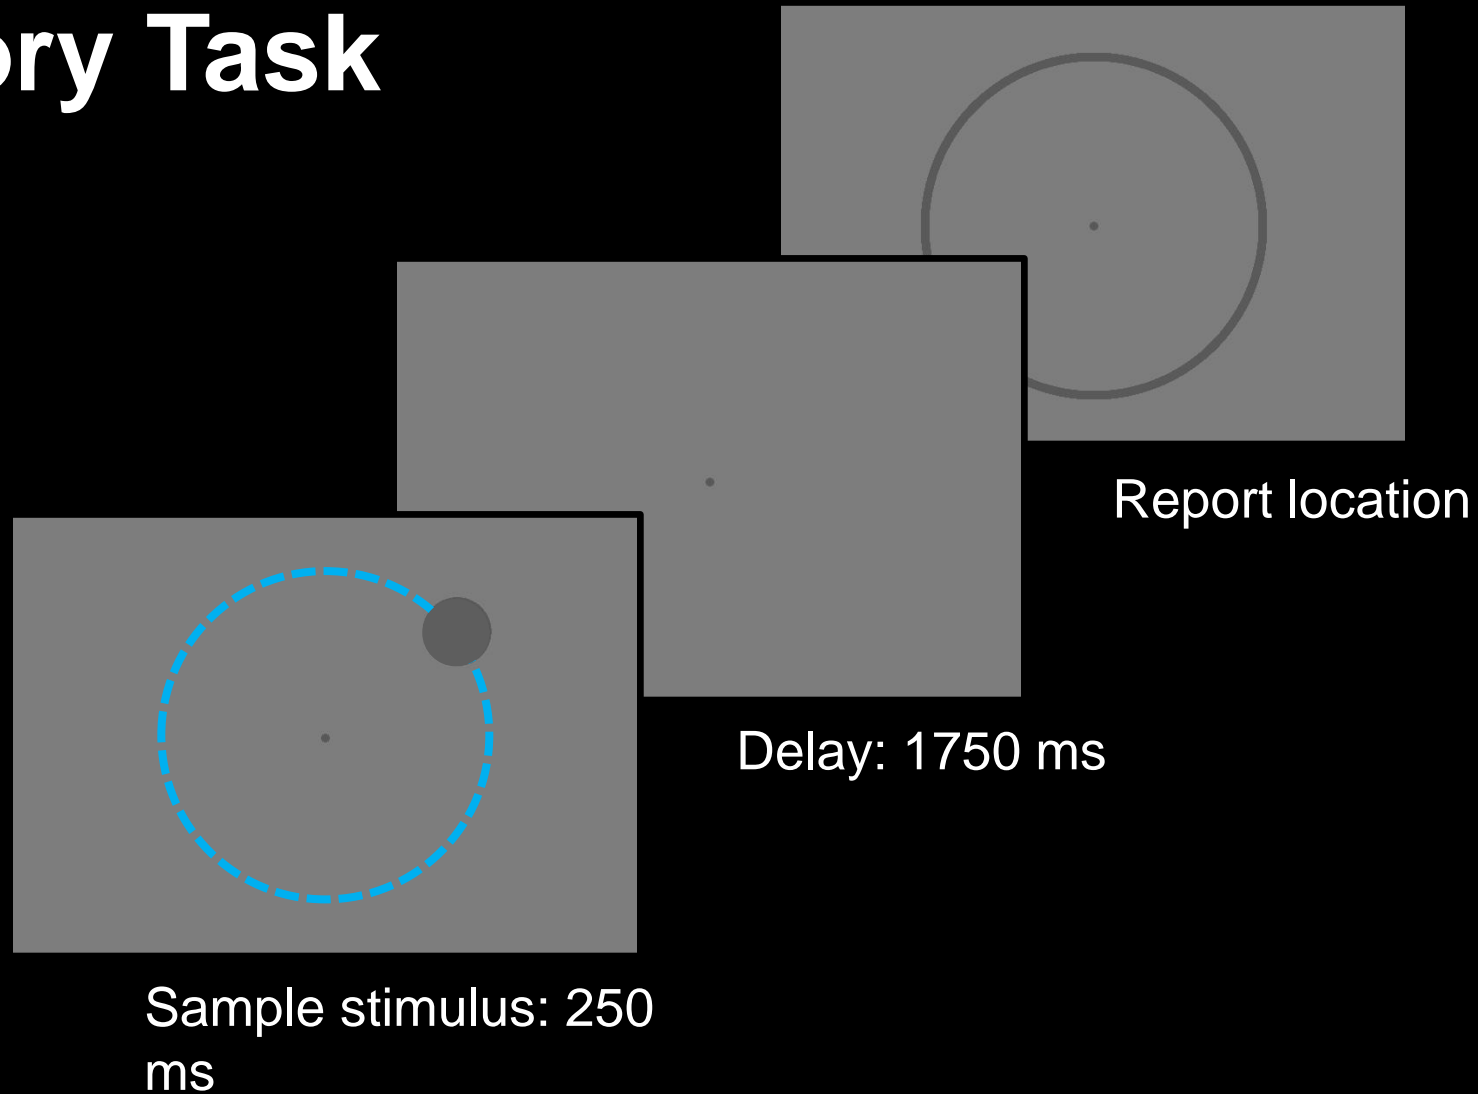 ory Task
Report location
Delay: 1750 ms
Sample stimulus: 250
ms